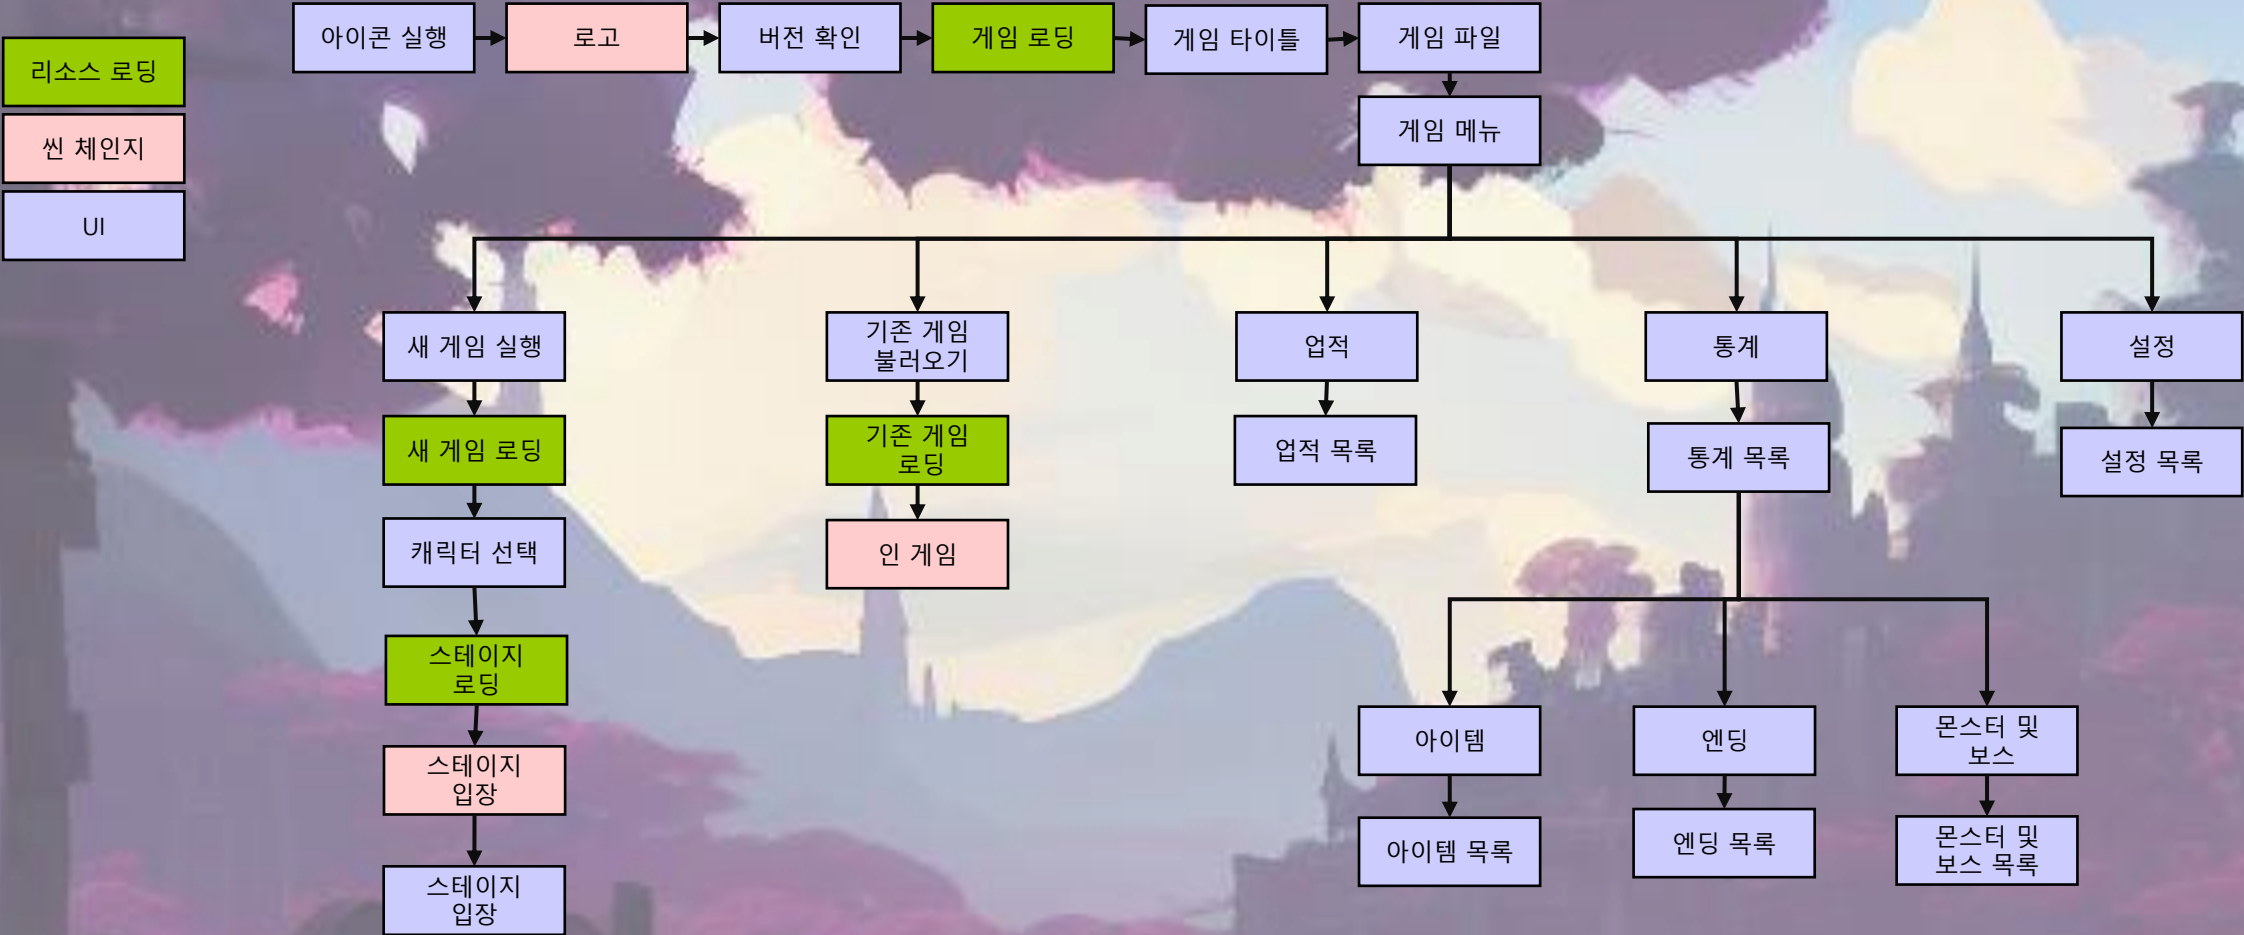 아이콘 실행
로고
버전 확인
게임 로딩
게임 타이틀
게임 파일
리소스 로딩
씬 체인지
UI
게임 메뉴
새 게임 실행
기존 게임
불러오기
업적
통계
설정
새 게임 로딩
기존 게임
로딩
업적 목록
통계 목록
설정 목록
캐릭터 선택
인 게임
스테이지
로딩
스테이지
입장
스테이지
입장
아이템
엔딩
몬스터 및
보스
아이템 목록
엔딩 목록
몬스터 및
보스 목록